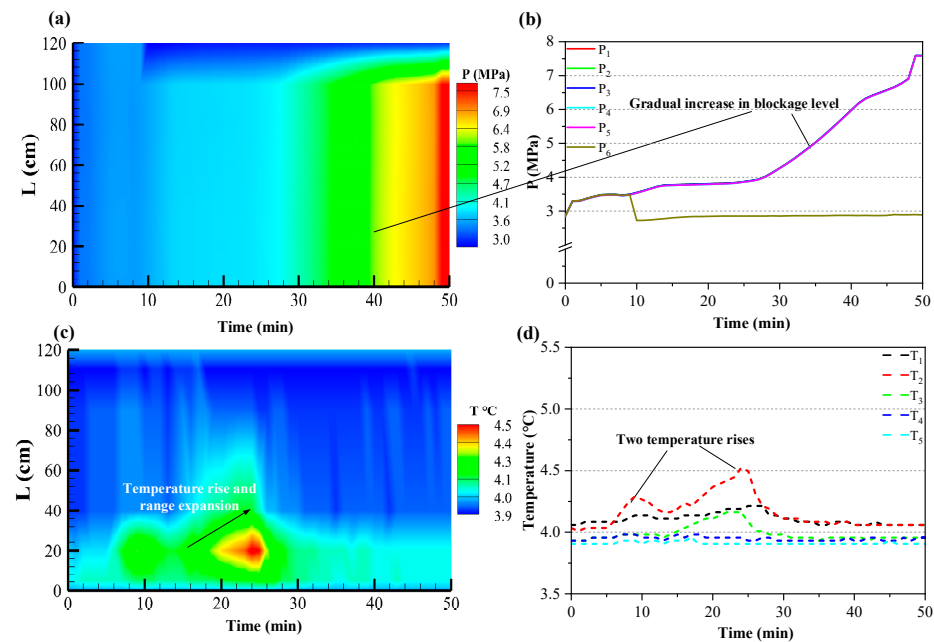 (a)
120
100
80
60
40
20
0
L (cm)
0 10 20 30 40 50
Time (min)
P (MPa)
7.5
6.9
6.4
5.8
5.2
4.7
4.1
3.6
3.0
(b)
8
7
6
5
4
3
0
P (MPa)
P1
P2
P3
P4
P5
P6
Gradual increase in blockage level
0 10 20 30 40 50
Time (min)
(c)
120
100
80
60
40
20
0
L (cm)
Temperature rise and
range expansion
0 10 20 30 40 50
Time (min)
T °C
4.5
4.4
4.3
4.1
4.0
3.9
(d)
5.5
5.0
4.5
4.0
3.5
Temperature (°C)
T1
T2
T3
T4
T5
Two temperature rises
0 10 20 30 40 50
Time (min)